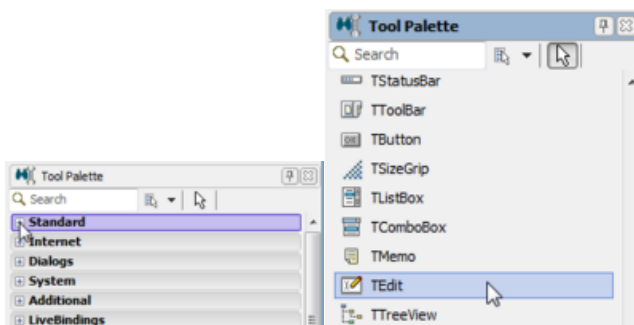 Tool Palette
Search
Standard
Internet
Dialogs
System
Additional
LiveBindings
Tool Palette
Search
TStatusBar
TToolBar
TButton
TSizeGrip
TListBox
TComboBox
TMemo
TEdit
TTreeView